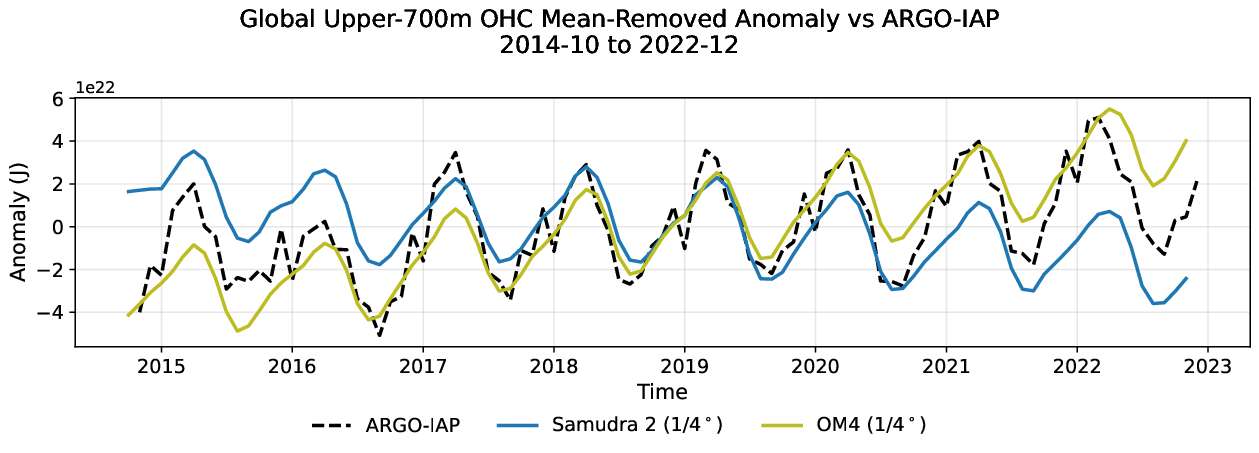 Global Upper-700m OHC Mean-Removed Anomaly vs ARGO-IAP
2014-10 to 2022-12
1e22
6
4
2
0
−2
−4
Anomaly (J)
2015 2016 2017 2018 2019 2020 2021 2022 2023
Time
ARGO-IAP Samudra 2 (1/4°) OM4 (1/4°)